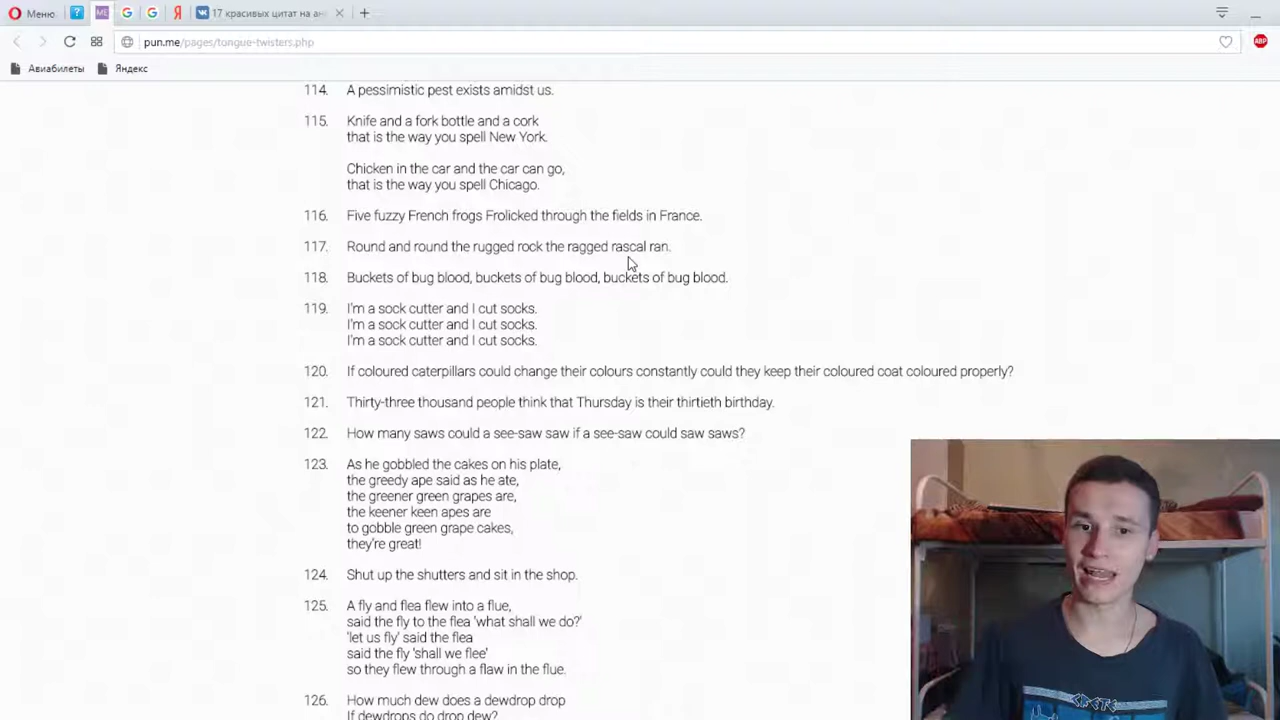 Меню
?
ME
G
G
Я
17 красивых цитат на ан
pun.me/pages/tongue-twisters.php
ABP
Авиабилеты
Яндекс
114. A pessimistic pest exists amidst us.
115. Knife and a fork bottle and a cork
that is the way you spell New York.
Chicken in the car and the car can go,
that is the way you spell Chicago.
116. Five fuzzy French frogs Frolicked through the fields in France.
117. Round and round the rugged rock the ragged rascal ran.
118. Buckets of bug blood, buckets of bug blood, buckets of bug blood.
119. I'm a sock cutter and I cut socks.
I'm a sock cutter and I cut socks.
I'm a sock cutter and I cut socks.
120. If coloured caterpillars could change their colours constantly could they keep their coloured coat coloured properly?
121. Thirty-three thousand people think that Thursday is their thirtieth birthday.
122. How many saws could a see-saw saw if a see-saw could saw saws?
123. As he gobbled the cakes on his plate,
the greedy ape said as he ate,
the greener green grapes are,
the keener keen apes are
to gobble green grape cakes,
they're great!
124. Shut up the shutters and sit in the shop.
125. A fly and flea flew into a flue,
said the fly to the flea 'what shall we do?'
'let us fly' said the flea
said the fly 'shall we flee'
so they flew through a flaw in the flue.
126. How much dew does a dewdrop drop
If dewdrops do drop dew?